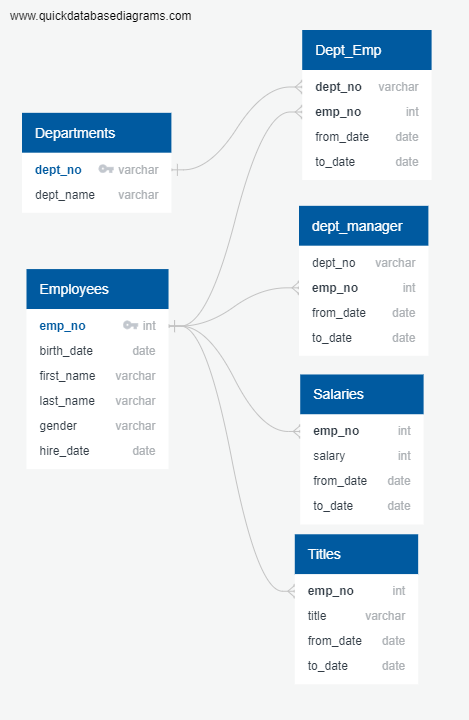 www.quickdatabasediagrams.com
Departments
dept_no varchar
dept_name varchar
Employees
emp_no int
birth_date date
first_name varchar
last_name varchar
gender varchar
hire_date date
Dept_Emp
dept_no varchar
emp_no int
from_date date
to_date date
dept_manager
dept_no varchar
emp_no int
from_date date
to_date date
Salaries
emp_no int
salary int
from_date date
to_date date
Titles
emp_no int
title varchar
from_date date
to_date date